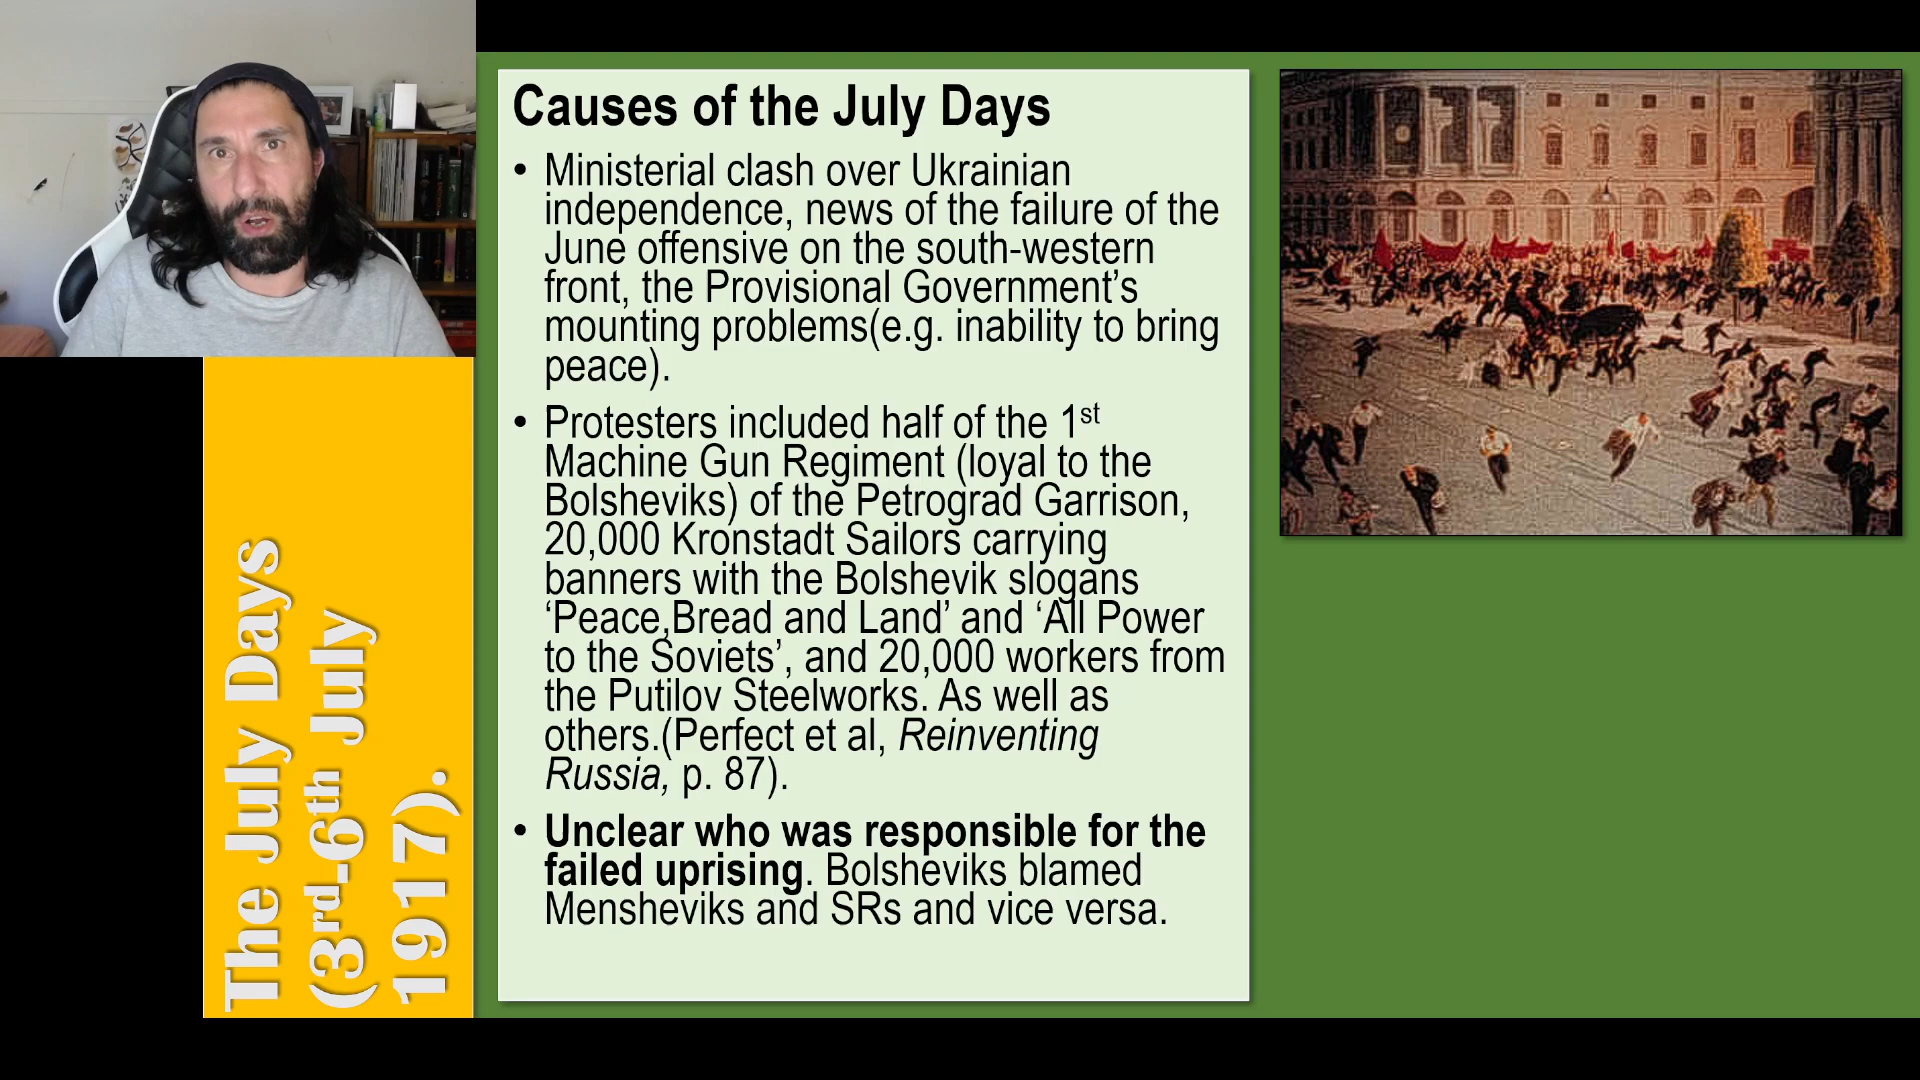 Causes of the July Days
• Ministerial clash over Ukrainian
independence, news of the failure of the
June offensive on the south-western
front, the Provisional Government’s
mounting problems(e.g. inability to bring
peace).
• Protesters included half of the 1st
Machine Gun Regiment (loyal to the
Bolsheviks) of the Petrograd Garrison,
20,000 Kronstadt Sailors carrying
banners with the Bolshevik slogans
‘Peace,Bread and Land’ and ‘All Power
to the Soviets’, and 20,000 workers from
the Putilov Steelworks. As well as
others.(Perfect et al, Reinventing
Russia, p. 87).
• Unclear who was responsible for the
failed uprising. Bolsheviks blamed
Mensheviks and SRs and vice versa.
The July Days
(3rd-6th July
1917).